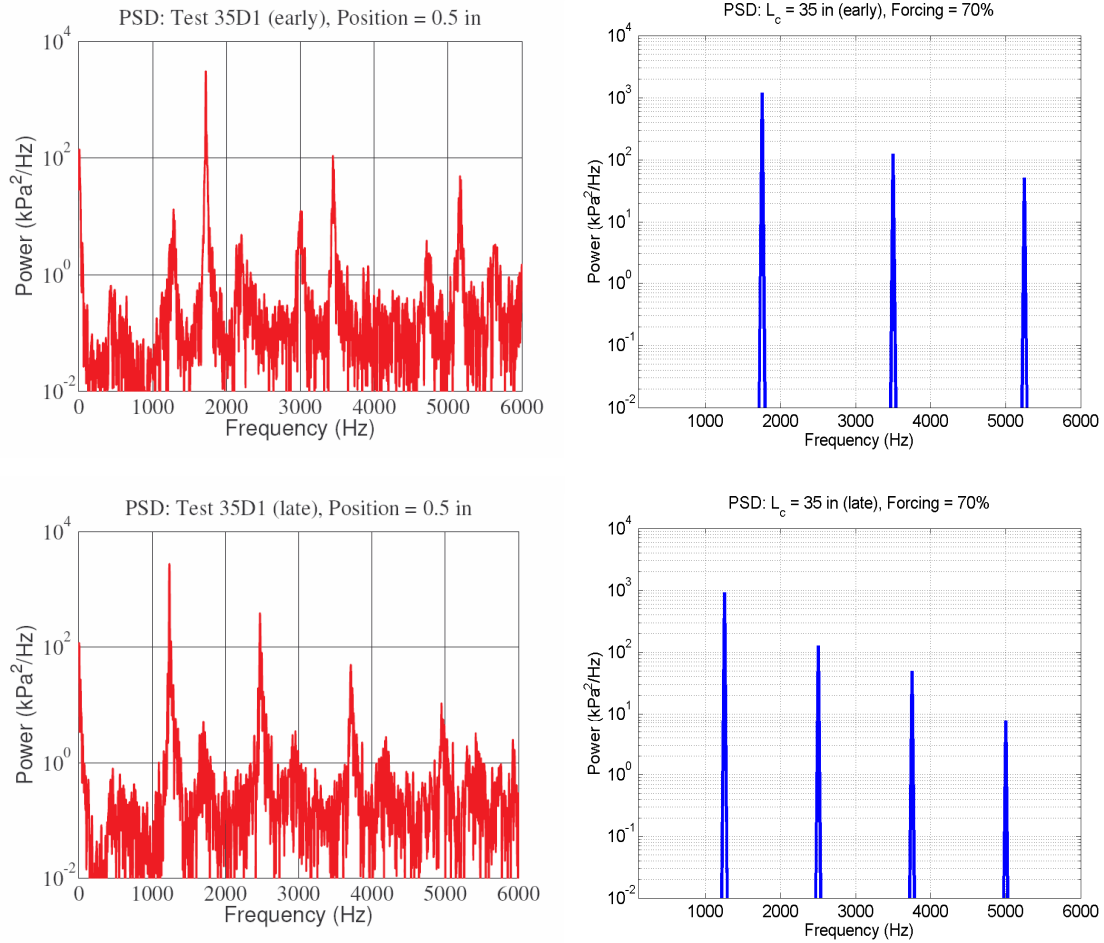 PSD: Test 35D1 (early), Position = 0.5 in
10^4
10^2
10^0
10^-2
Power (kPa^2/Hz)
0 1000 2000 3000 4000 5000 6000
Frequency (Hz)
PSD: L_c = 35 in (early), Forcing = 70%
10^4
10^3
10^2
10^1
10^0
10^-1
10^-2
Power (kPa^2/Hz)
1000 2000 3000 4000 5000 6000
Frequency (Hz)
PSD: Test 35D1 (late), Position = 0.5 in
10^4
10^2
10^0
10^-2
Power (kPa^2/Hz)
0 1000 2000 3000 4000 5000 6000
Frequency (Hz)
PSD: L_c = 35 in (late), Forcing = 70%
10^4
10^3
10^2
10^1
10^0
10^-1
10^-2
Power (kPa^2/Hz)
1000 2000 3000 4000 5000 6000
Frequency (Hz)